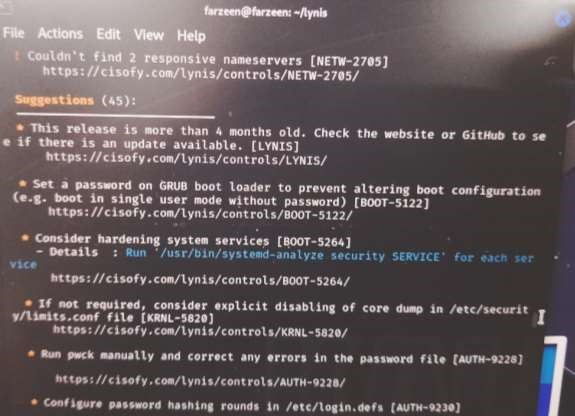 farzeen@farzeen: ~/lynis
File Actions Edit View Help
! Couldn't find 2 responsive nameservers [NETW-2705]
https://cisofy.com/lynis/controls/NETW-2705/
Suggestions (45):
* This release is more than 4 months old. Check the website or GitHub to se
e if there is an update available. [LYNIS]
https://cisofy.com/lynis/controls/LYNIS/
* Set a password on GRUB boot loader to prevent altering boot configuration
(e.g. boot in single user mode without password) [BOOT-5122]
https://cisofy.com/lynis/controls/BOOT-5122/
* Consider hardening system services [BOOT-5264]
- Details : Run '/usr/bin/systemd-analyze security SERVICE' for each ser
vice
https://cisofy.com/lynis/controls/BOOT-5264/
* If not required, consider explicit disabling of core dump in /etc/securit
y/limits.conf file [KRNL-5820]
https://cisofy.com/lynis/controls/KRNL-5820/
* Run pwck manually and correct any errors in the password file [AUTH-9228]
https://cisofy.com/lynis/controls/AUTH-9228/
* Configure password hashing rounds in /etc/login.defs [AUTH-9230]